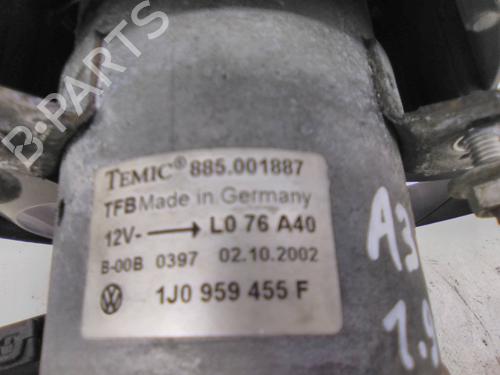 B-PARTS
TEMIC® 885.001887
TFB Made in Germany
12V- → L0 76 A40
B-00B 0397 02.10.2002
1J0 959 455 F
A3
1.9